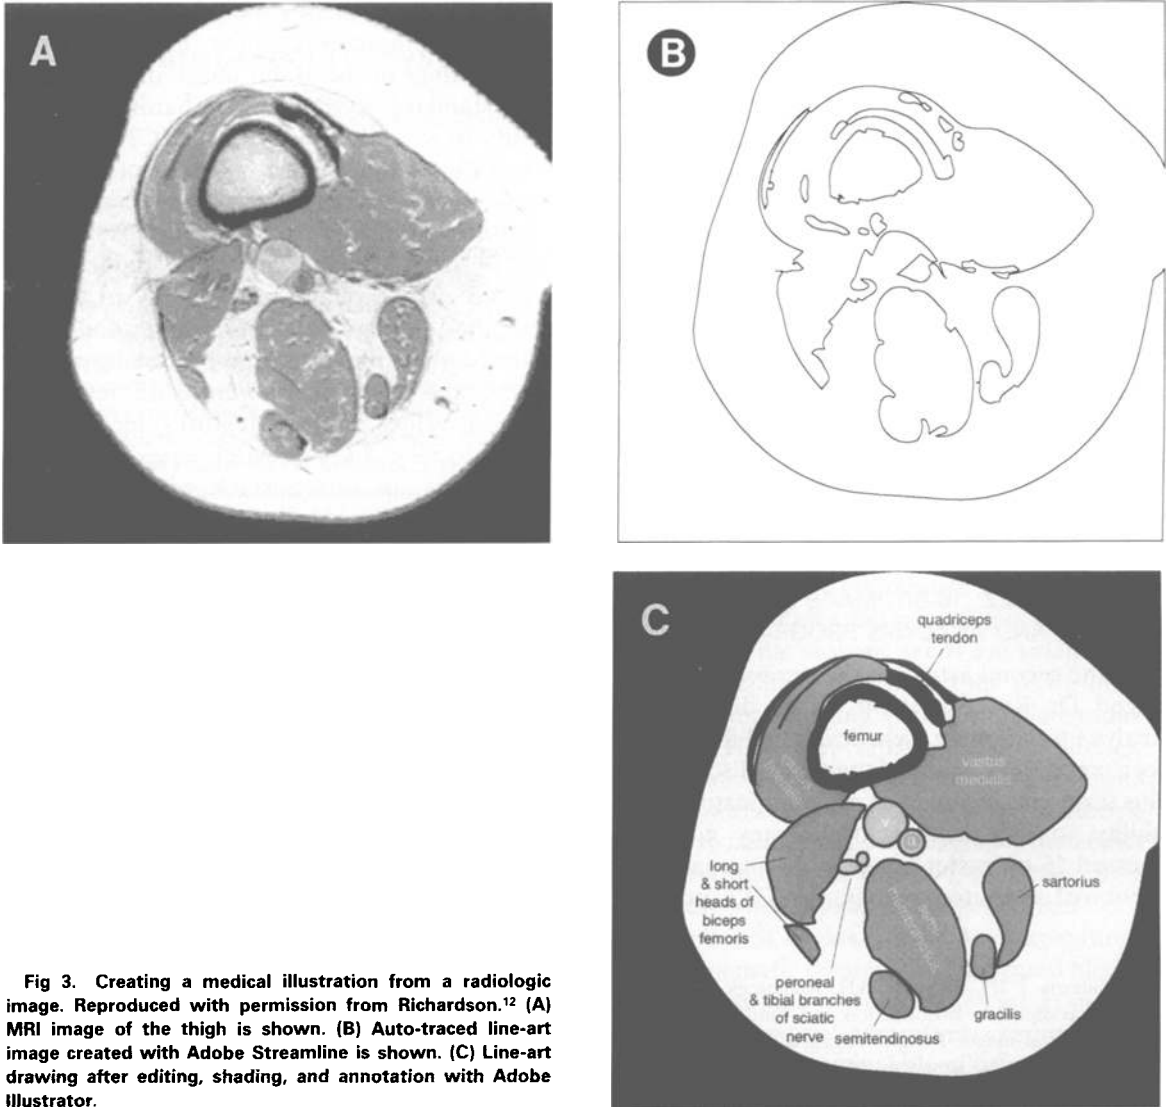 A
B
C
quadriceps
tendon
femur
vastus
medialis
V
long
& short
heads of
biceps
femoris
sartorius
peroneal
& tibial branches
of sciatic
nerve
semitendinosus
gracilis
Fig 3. Creating a medical illustration from a radiologic
image. Reproduced with permission from Richardson.¹² (A)
MRI image of the thigh is shown. (B) Auto-traced line-art
image created with Adobe Streamline is shown. (C) Line-art
drawing after editing, shading, and annotation with Adobe
Illustrator.